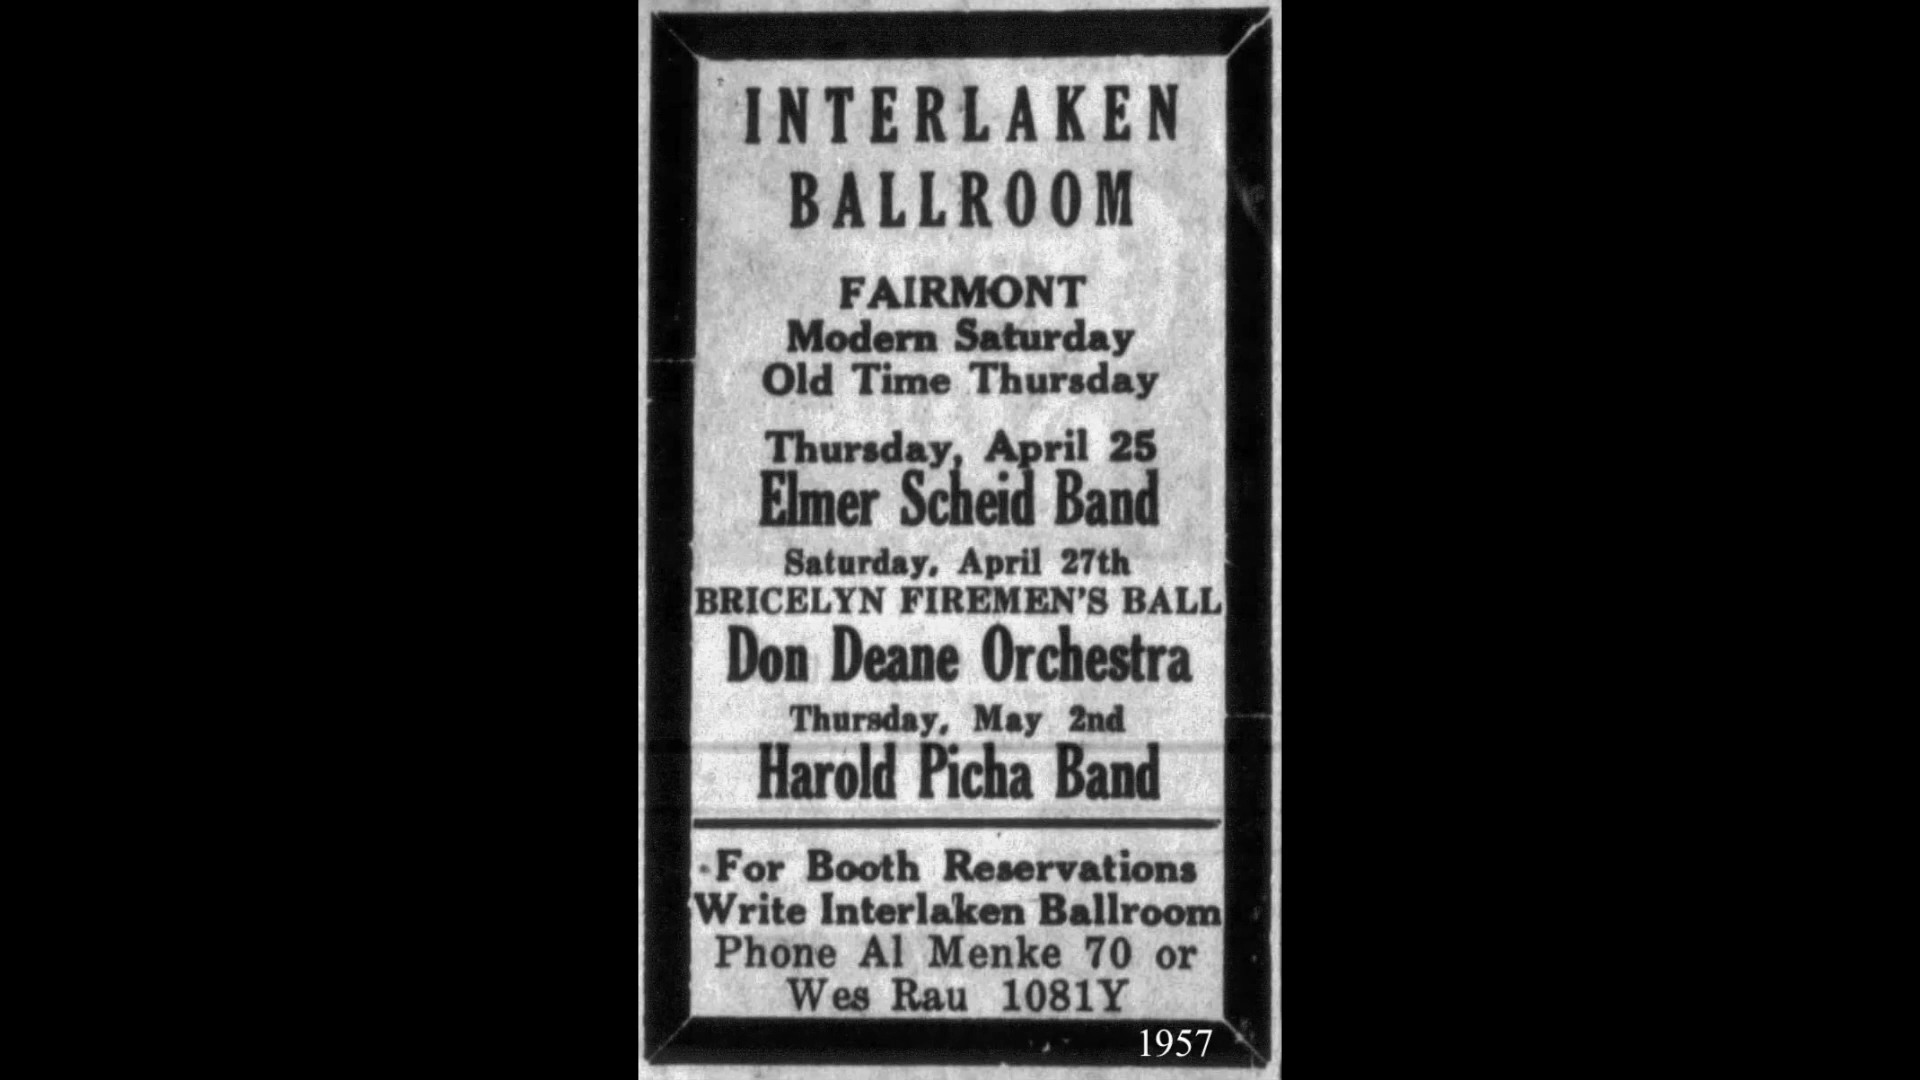 INTERLAKEN
BALLROOM
FAIRMONT
Modern Saturday
Old Time Thursday
Thursday, April 25
Elmer Scheid Band
Saturday, April 27th
BRICELYN FIREMEN'S BALL
Don Deane Orchestra
Thursday, May 2nd
Harold Picha Band
For Booth Reservations
Write Interlaken Ballroom
Phone Al Menke 70 or
Wes Rau 1081Y
1957